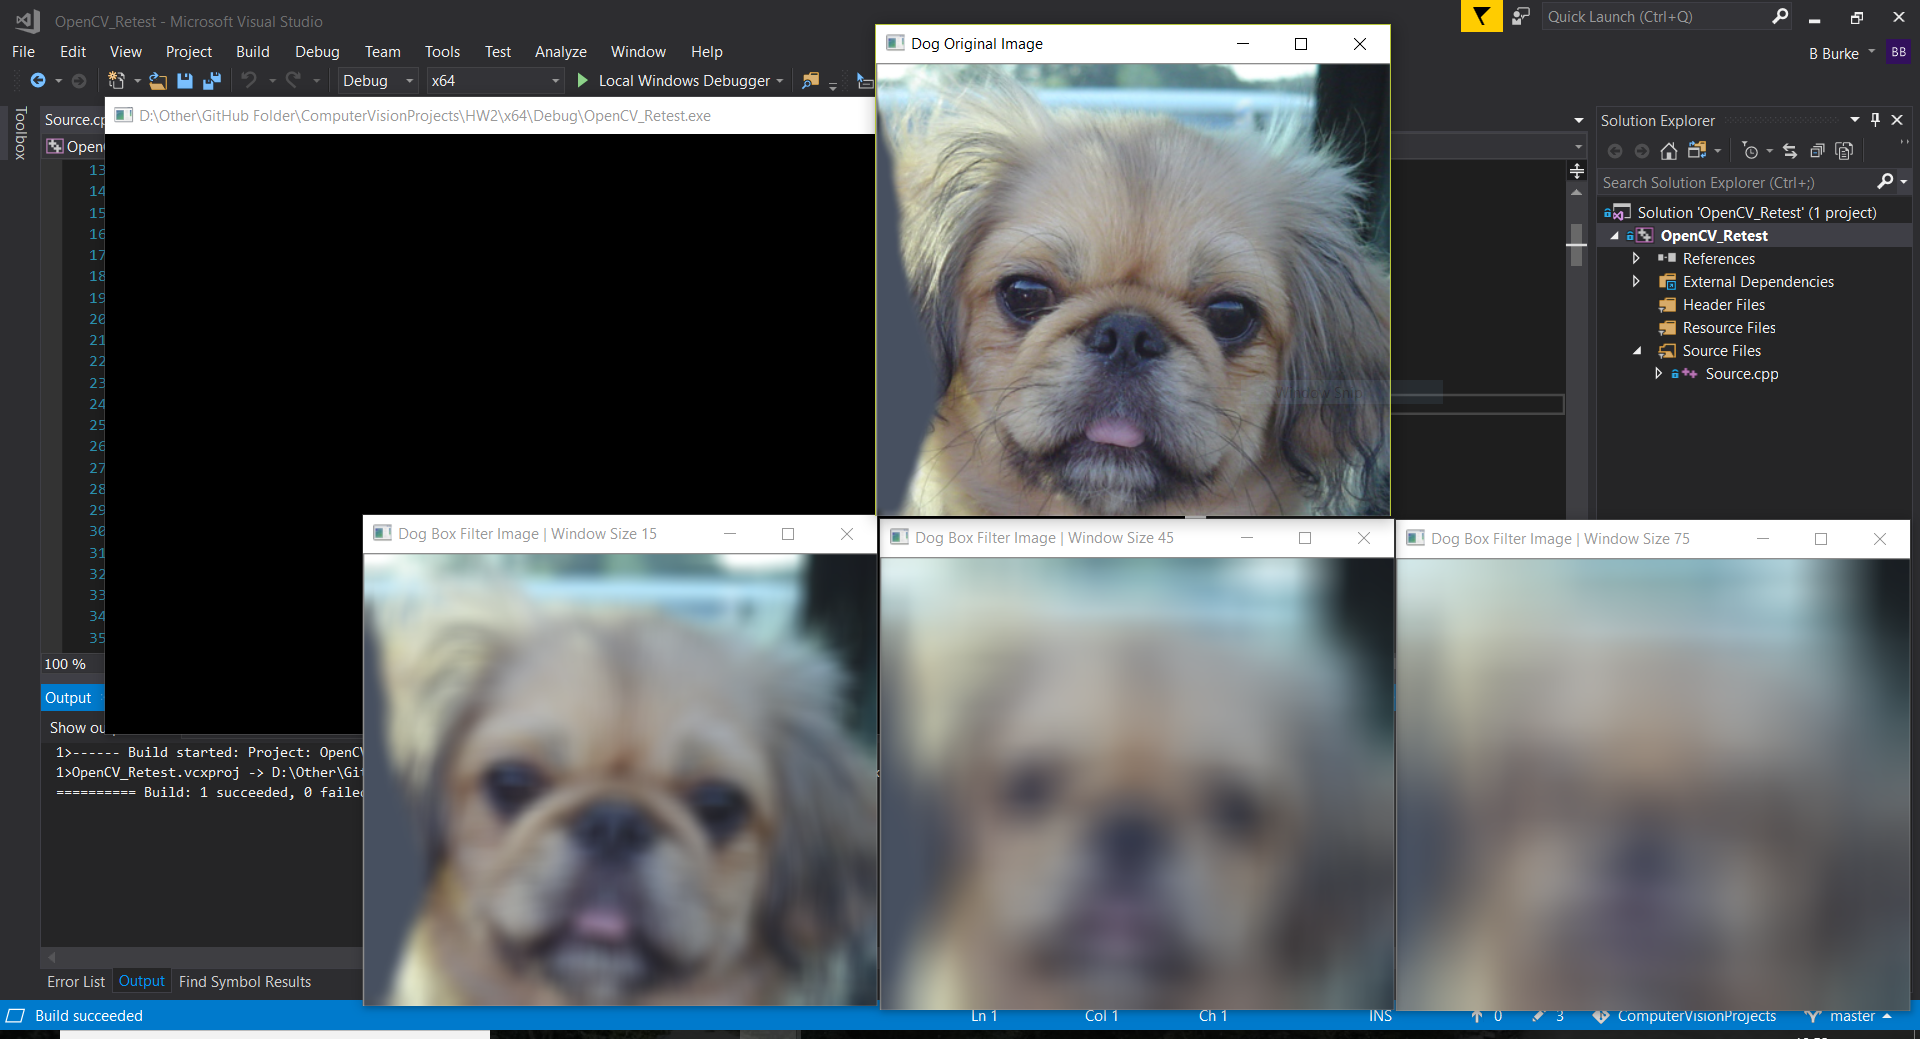 OpenCV_Retest - Microsoft Visual Studio
Quick Launch (Ctrl+Q)
File Edit View Project Build Debug Team Tools Test Analyze Window Help
B Burke BB
Debug x64 Local Windows Debugger
Dog Original Image
Toolbox
Source.cp
D:\Other\GitHub Folder\ComputerVisionProjects\HW2\x64\Debug\OpenCV_Retest.exe
Open
13
14
15
16
17
18
19
20
21
22
23
24
25
26
27
28
29
30
31
32
33
34
35
100 %
Solution Explorer
Search Solution Explorer (Ctrl+;)
Solution 'OpenCV_Retest' (1 project)
OpenCV_Retest
References
External Dependencies
Header Files
Resource Files
Source Files
Source.cpp
Window Snip
Dog Box Filter Image | Window Size 15
Dog Box Filter Image | Window Size 45
Dog Box Filter Image | Window Size 75
Output
Show ou
1>------ Build started: Project: OpenCV
1>OpenCV_Retest.vcxproj -> D:\Other\Git
========== Build: 1 succeeded, 0 failed
Error List Output Find Symbol Results
Build succeeded
Ln 1 Col 1 Ch 1 INS 0 3 ComputerVisionProjects master